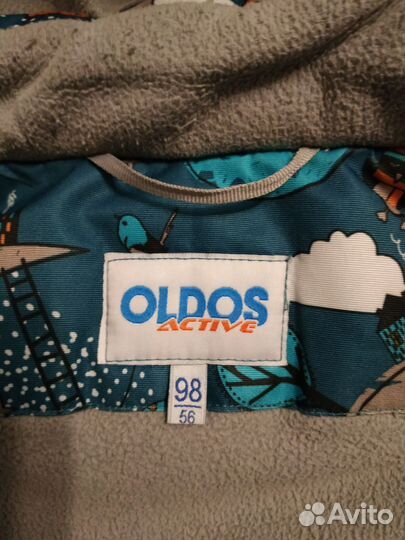 OLDOS
ACTIVE
98
56
Avito